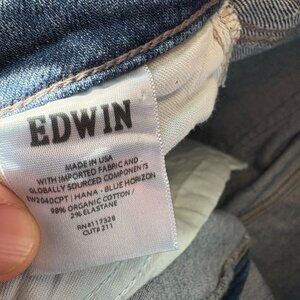 EDWIN
MADE IN USA
WITH IMPORTED FABRIC AND
GLOBALLY SOURCED COMPONENTS
EW2040CPT | HANA - BLUE HORIZON
98% ORGANIC COTTON /
2% ELASTANE
RN#117328
CUT# 211